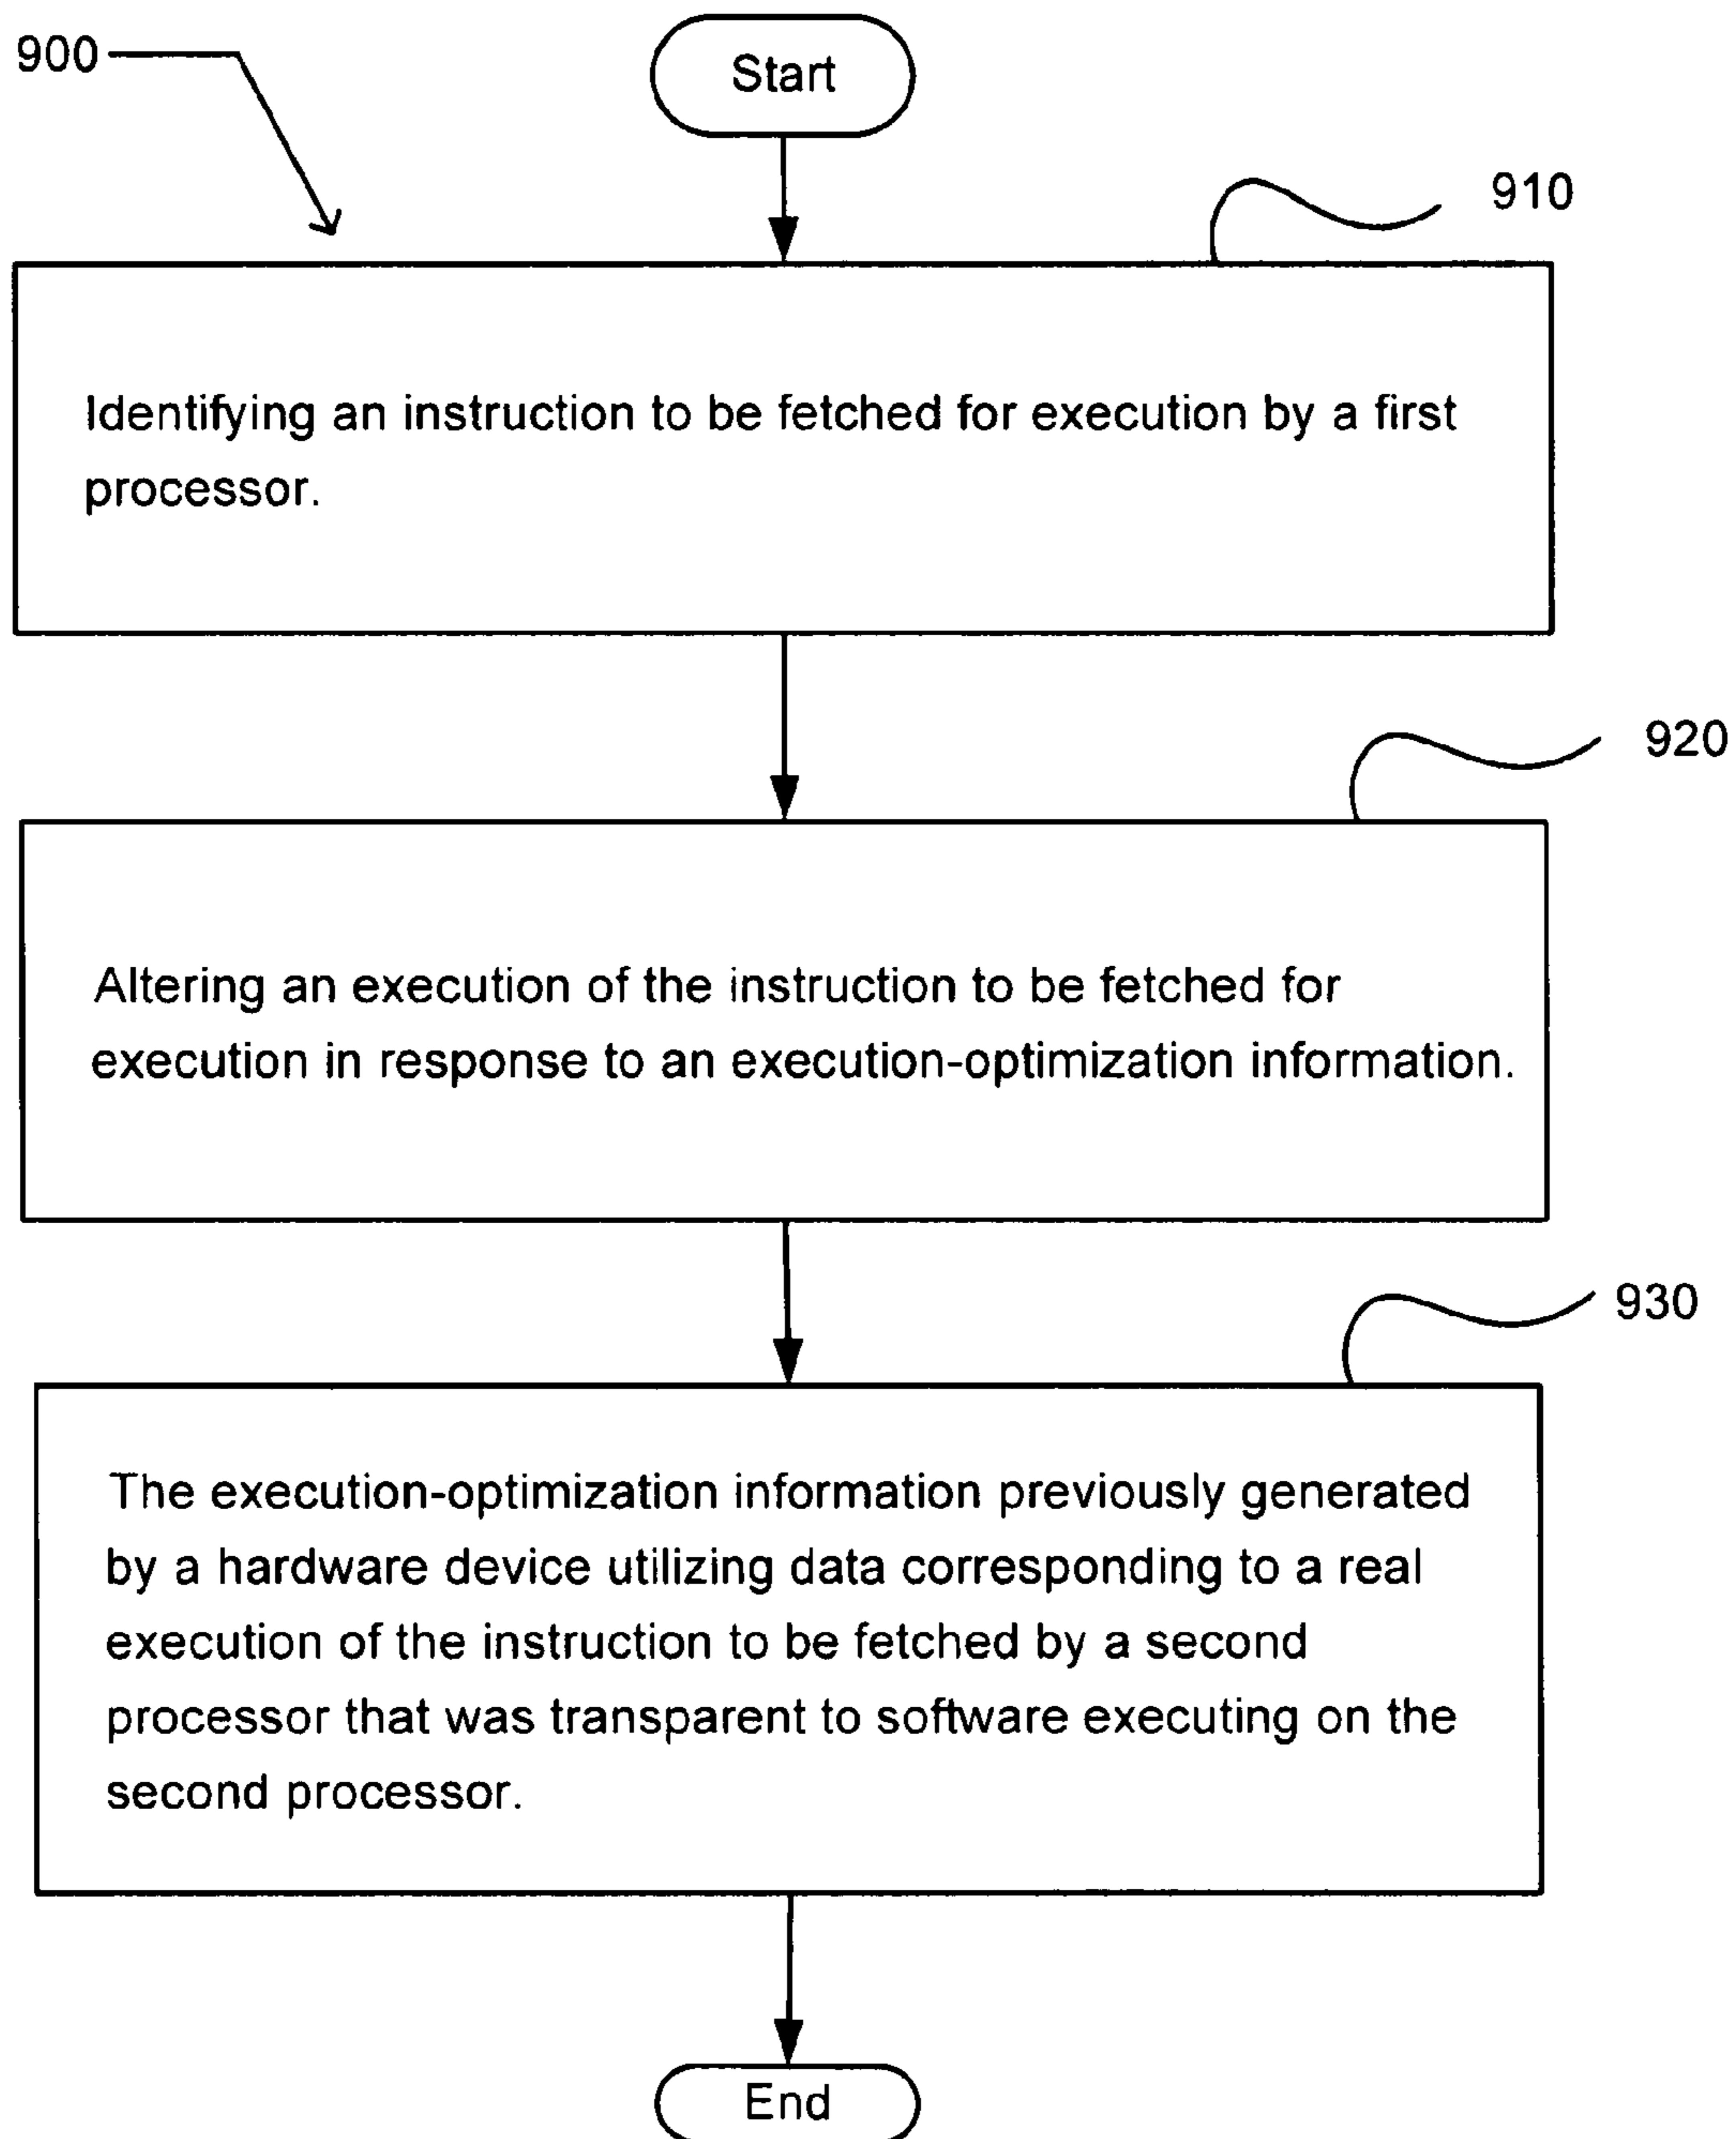 900
Start
910
Identifying an instruction to be fetched for execution by a first
processor.
920
Altering an execution of the instruction to be fetched for
execution in response to an execution-optimization information.
930
The execution-optimization information previously generated
by a hardware device utilizing data corresponding to a real
execution of the instruction to be fetched by a second
processor that was transparent to software executing on the
second processor.
End